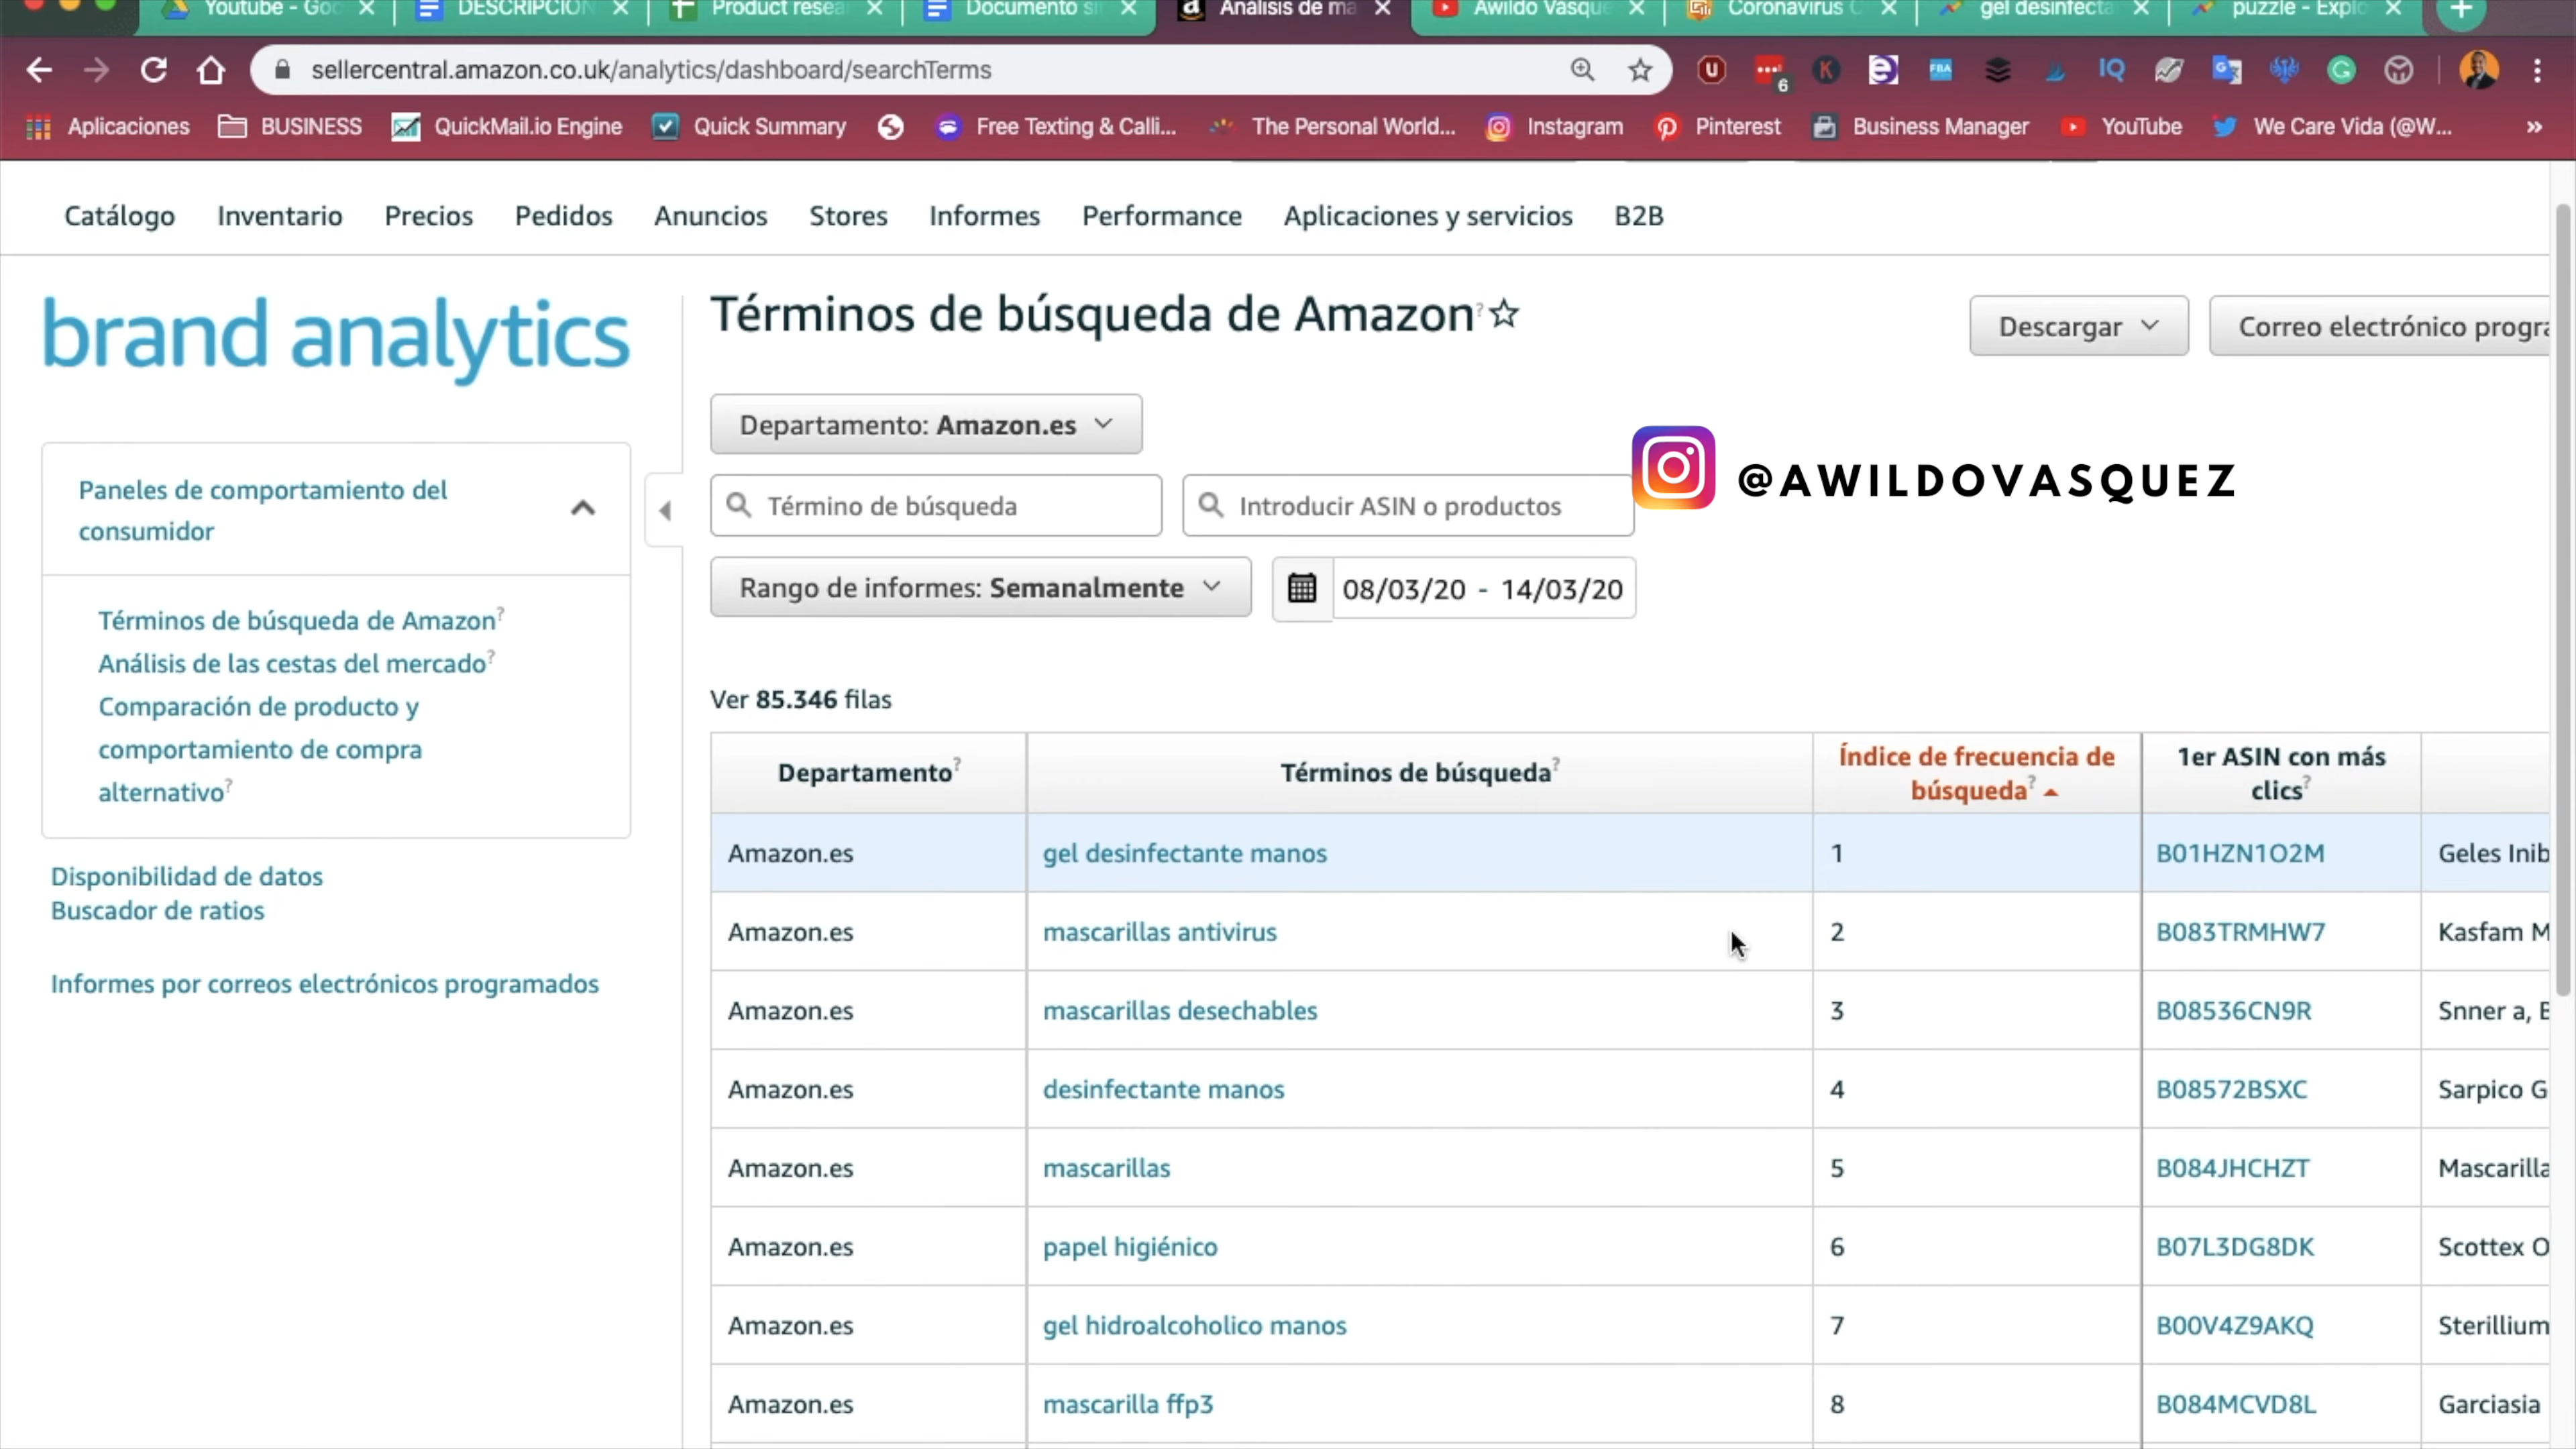 Youtube - Goo
DESCRIPCION
Product resea
Documento si
Análisis de ma
Awildo Vasque
Coronavirus C
gel desinfecta
puzzle - Explo
sellercentral.amazon.co.uk/analytics/dashboard/searchTerms
6
FBA
IQ
Aplicaciones
BUSINESS
QuickMail.io Engine
Quick Summary
Free Texting & Calli...
The Personal World...
Instagram
Pinterest
Business Manager
YouTube
We Care Vida (@W...
»
Catálogo Inventario Precios Pedidos Anuncios Stores Informes Performance Aplicaciones y servicios B2B
brand analytics
Paneles de comportamiento del
consumidor
Términos de búsqueda de Amazon?
Análisis de las cestas del mercado?
Comparación de producto y
comportamiento de compra
alternativo?
Disponibilidad de datos
Buscador de ratios
Informes por correos electrónicos programados
Términos de búsqueda de Amazon?
Descargar
Correo electrónico progra
Departamento: Amazon.es
@AWILDOVASQUEZ
Término de búsqueda
Introducir ASIN o productos
Rango de informes: Semanalmente
08/03/20 - 14/03/20
Ver 85.346 filas
Departamento?
Términos de búsqueda?
Índice de frecuencia de
búsqueda?
1er ASIN con más
clics?
Amazon.es gel desinfectante manos 1 B01HZN1O2M Geles Inib
Amazon.es mascarillas antivirus 2 B083TRMHW7 Kasfam M
Amazon.es mascarillas desechables 3 B08536CN9R Snner a, E
Amazon.es desinfectante manos 4 B08572BSXC Sarpico G
Amazon.es mascarillas 5 B084JHCHZT Mascarilla
Amazon.es papel higiénico 6 B07L3DG8DK Scottex O
Amazon.es gel hidroalcoholico manos 7 B00V4Z9AKQ Sterillium
Amazon.es mascarilla ffp3 8 B084MCVD8L Garciasia